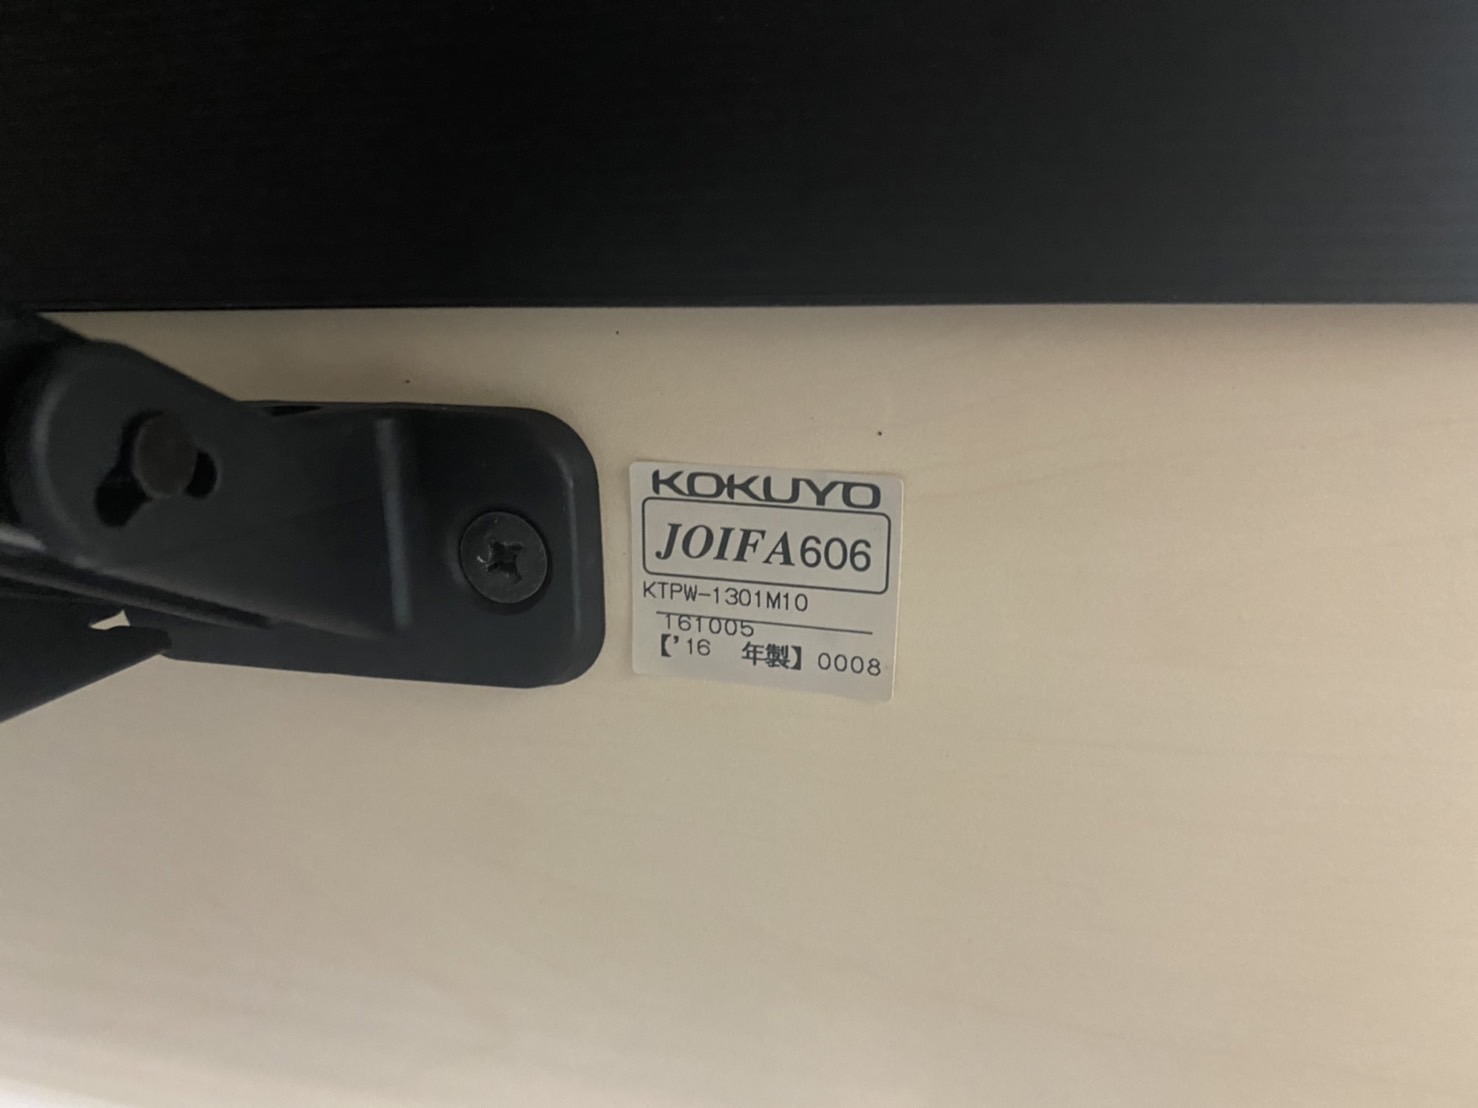 KOKUYO
JOIFA606
KTPW-1301M10
161005
【'16 年製】0008